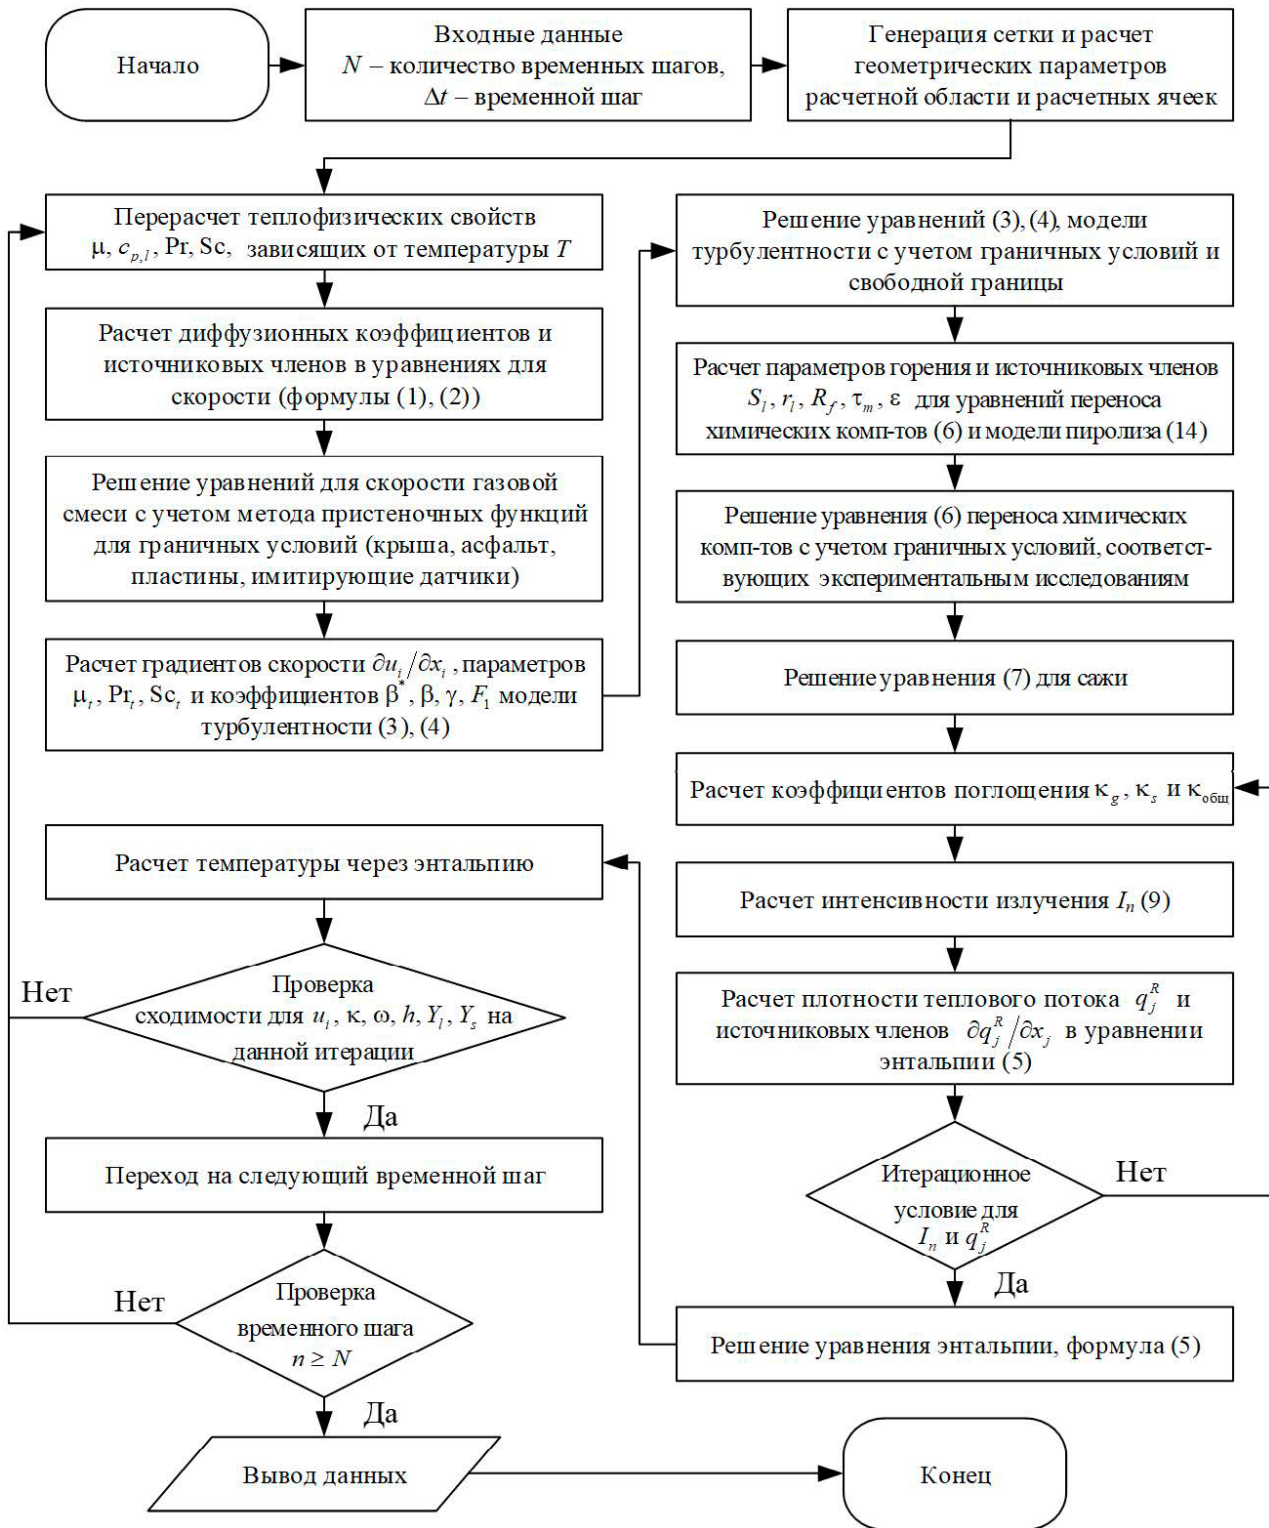 Начало
Входные данные
N – количество временных шагов,
Δt – временной шаг
Генерация сетки и расчет
геометрических параметров
расчетной области и расчетных ячеек
Перерасчет теплофизических свойств
μ, c_{p,l}, Pr, Sc, зависящих от температуры T
Расчет диффузионных коэффициентов и
источниковых членов в уравнениях для
скорости (формулы (1), (2))
Решение уравнений для скорости газовой
смеси с учетом метода пристеночных функций
для граничных условий (крыша, асфальт,
пластины, имитирующие датчики)
Расчет градиентов скорости ∂u_i/∂x_i, параметров
μ_t, Pr_t, Sc_t и коэффициентов β*, β, γ, F_1 модели
турбулентности (3), (4)
Решение уравнений (3), (4), модели
турбулентности с учетом граничных условий и
свободной границы
Расчет параметров горения и источниковых членов
S_l, r_l, R_f, τ_m, ε для уравнений переноса
химических комп-тов (6) и модели пиролиза (14)
Решение уравнения (6) переноса химических
комп-тов с учетом граничных условий, соответст-
вующих экспериментальным исследованиям
Решение уравнения (7) для сажи
Расчет коэффициентов поглощения κ_g, κ_s и κ_общ
Расчет интенсивности излучения I_n (9)
Расчет плотности теплового потока q_j^R и
источниковых членов ∂q_j^R/∂x_j в уравнении
энтальпии (5)
Итерационное
условие для
I_n и q_j^R
Нет
Да
Решение уравнения энтальпии, формула (5)
Расчет температуры через энтальпию
Проверка
сходимости для u_i, κ, ω, h, Y_l, Y_s на
данной итерации
Нет
Да
Переход на следующий временной шаг
Проверка
временного шага
n ≥ N
Нет
Да
Вывод данных
Конец